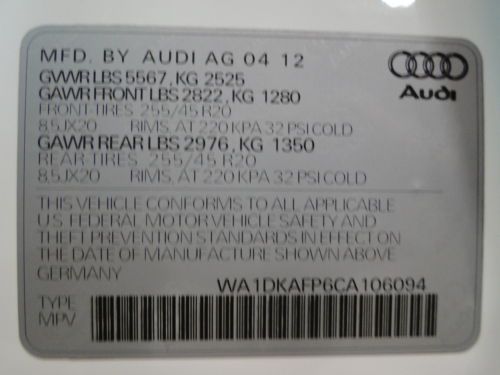 MFD. BY AUDI AG 04 12
GVWR LBS 5567, KG 2525
GAWR FRONT LBS 2822, KG 1280
FRONT-TIRES 255/45 R20
8,5JX20 RIMS, AT 220 KPA 32 PSI COLD
GAWR REAR LBS 2976, KG 1350
REAR-TIRES 255/45 R20
8,5JX20 RIMS, AT 220 KPA 32 PSI COLD
Audi
THIS VEHICLE CONFORMS TO ALL APPLICABLE
U.S. FEDERAL MOTOR VEHICLE SAFETY AND
THEFT PREVENTION STANDARDS IN EFFECT ON
THE DATE OF MANUFACTURE SHOWN ABOVE.
GERMANY WA1DKAFP6CA106094
TYPE
MPV